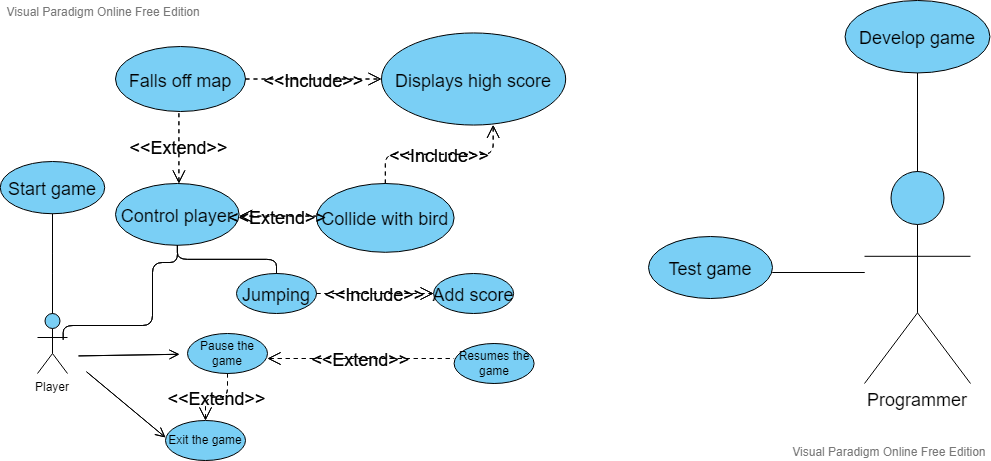 Visual Paradigm Online Free Edition
Falls off map
<<Include>>
Displays high score
Develop game
<<Extend>>
<<Include>>
Start game
Control player
<<Extend>>
Collide with bird
Test game
Jumping
<<Include>>
Add score
Pause the
game
<<Extend>>
Resumes the
game
Player
<<Extend>>
Programmer
Exit the game
Visual Paradigm Online Free Edition